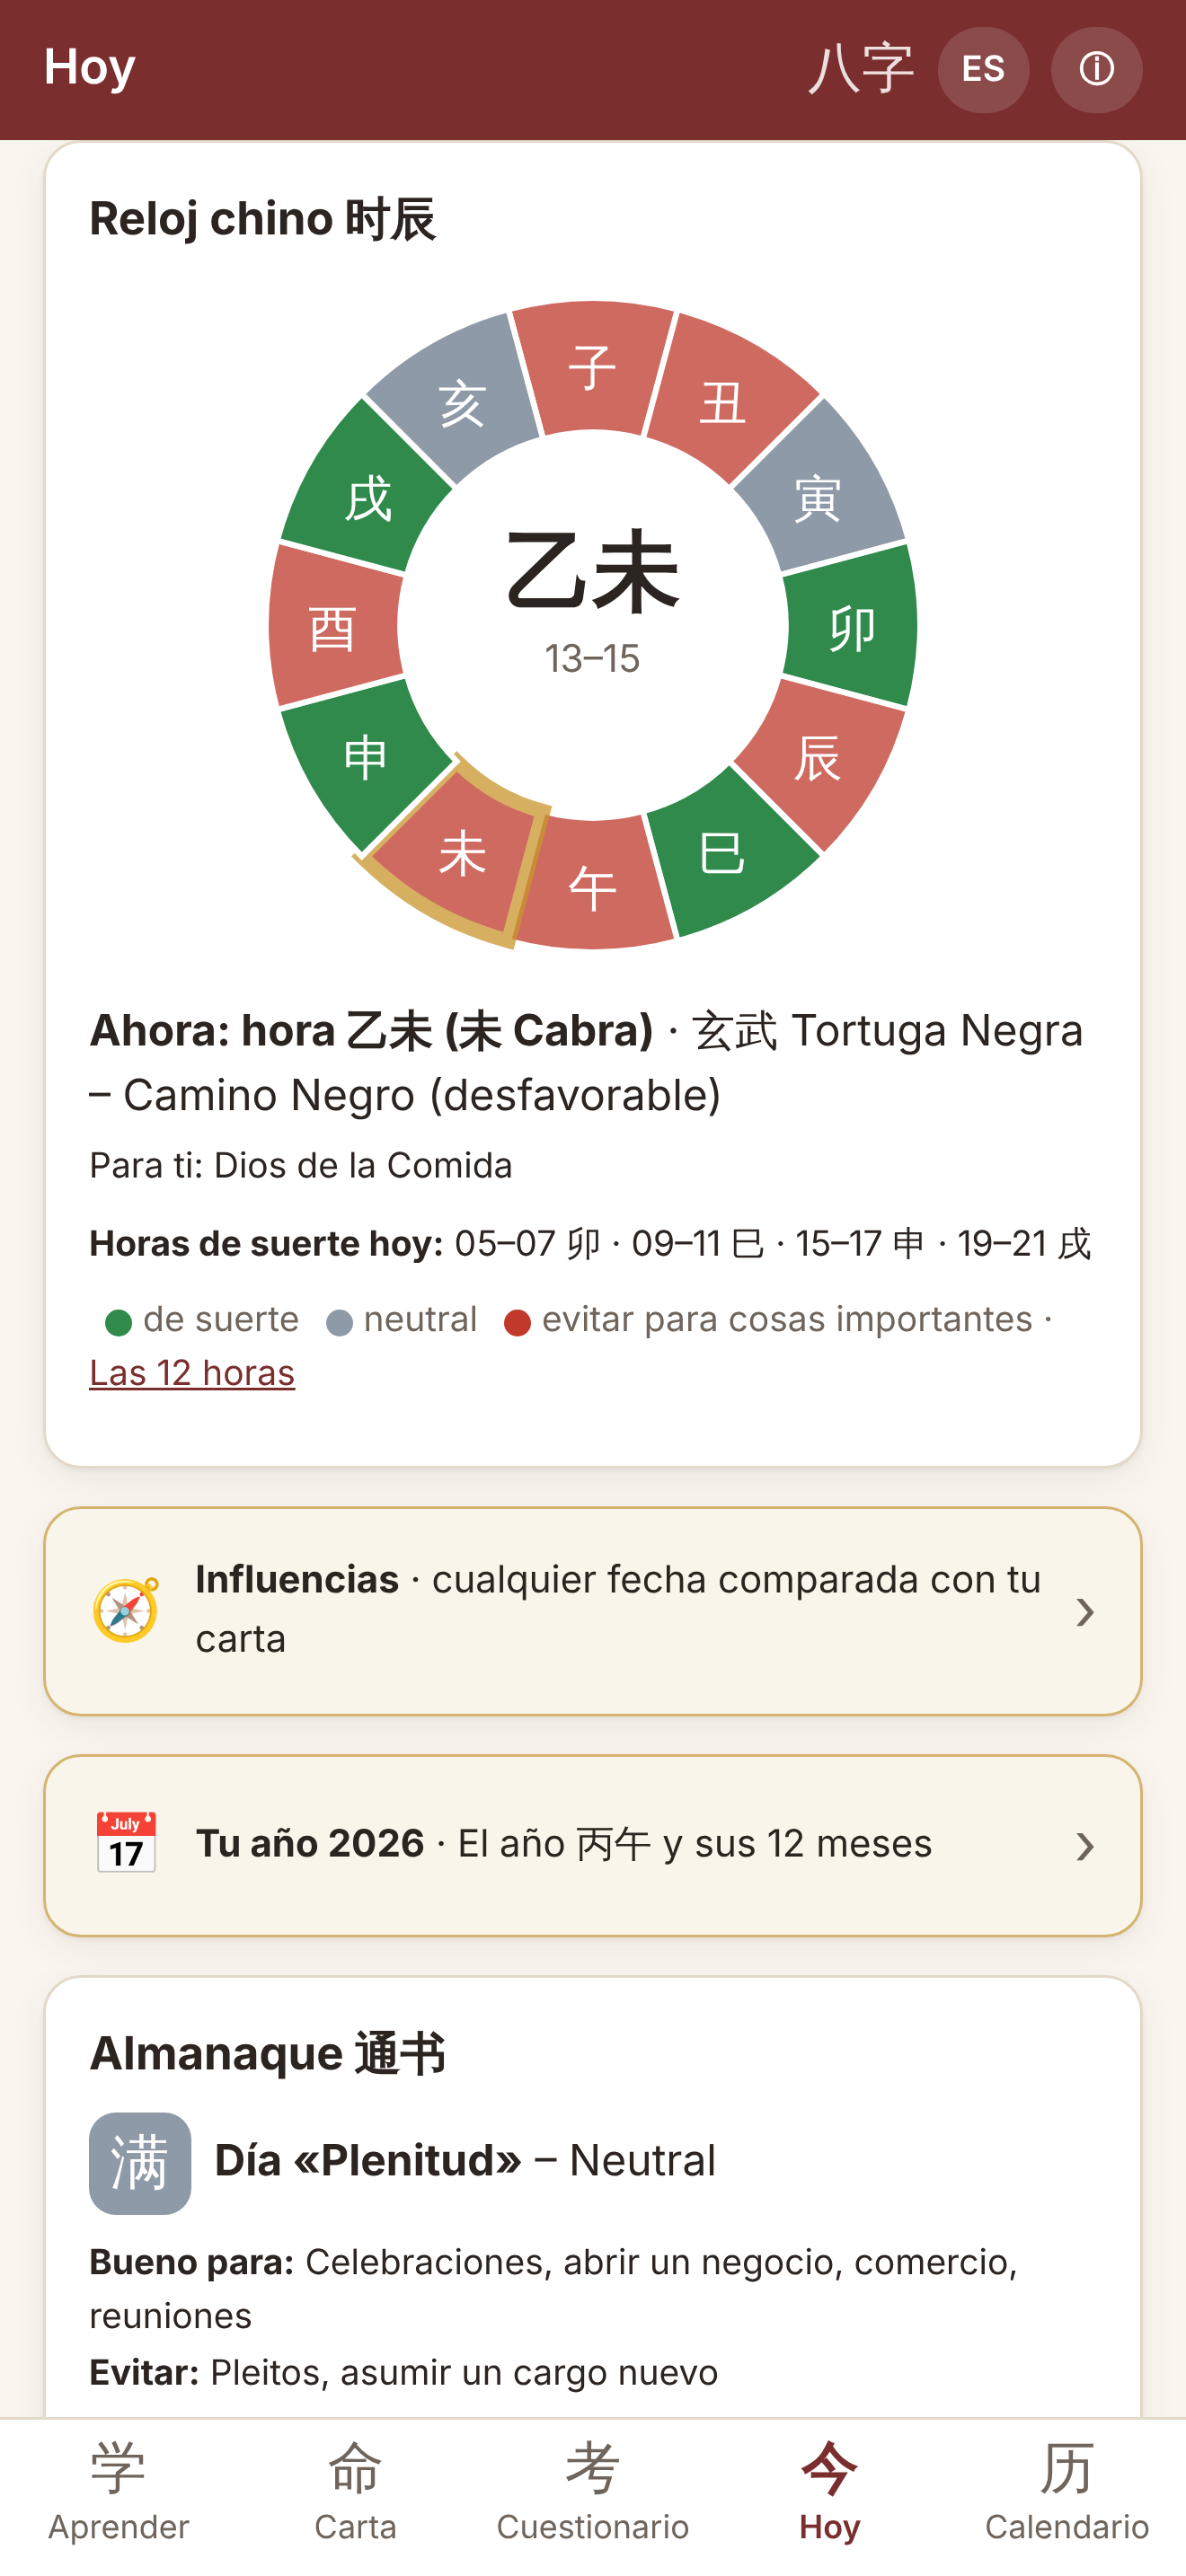 Hoy
八字
ES
ⓘ
Reloj chino 时辰
子
丑
寅
卯
辰
巳
午
未
申
酉
戌
亥
乙未
13–15
Ahora: hora 乙未 (未 Cabra) · 玄武 Tortuga Negra
– Camino Negro (desfavorable)
Para ti: Dios de la Comida
Horas de suerte hoy: 05–07 卯 · 09–11 巳 · 15–17 申 · 19–21 戌
de suerte neutral evitar para cosas importantes ·
Las 12 horas
Influencias · cualquier fecha comparada con tu
carta
July
17
Tu año 2026 · El año 丙午 y sus 12 meses
Almanaque 通书
满
Día «Plenitud» – Neutral
Bueno para: Celebraciones, abrir un negocio, comercio,
reuniones
Evitar: Pleitos, asumir un cargo nuevo
学
命
考
今
历
Aprender
Carta
Cuestionario
Hoy
Calendario